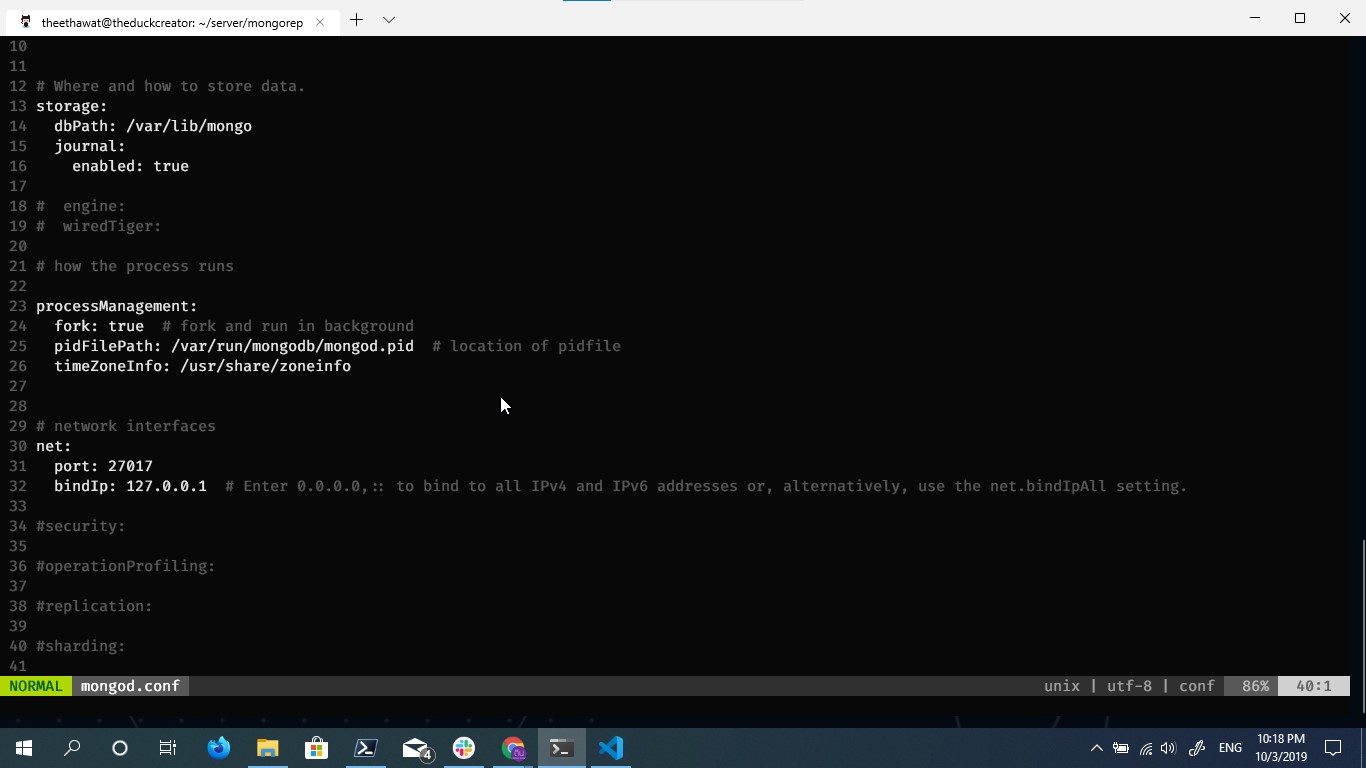 theethawat@theduckcreator: ~/server/mongorep
10
11
12 # Where and how to store data.
13 storage:
14   dbPath: /var/lib/mongo
15   journal:
16     enabled: true
17
18 #  engine:
19 #  wiredTiger:
20
21 # how the process runs
22
23 processManagement:
24   fork: true  # fork and run in background
25   pidFilePath: /var/run/mongodb/mongod.pid  # location of pidfile
26   timeZoneInfo: /usr/share/zoneinfo
27
28
29 # network interfaces
30 net:
31   port: 27017
32   bindIp: 127.0.0.1  # Enter 0.0.0.0,:: to bind to all IPv4 and IPv6 addresses or, alternatively, use the net.bindIpAll setting.
33
34 #security:
35
36 #operationProfiling:
37
38 #replication:
39
40 #sharding:
41
NORMAL mongod.conf unix | utf-8 | conf 86% 40:1
4
ENG
10:18 PM
10/3/2019